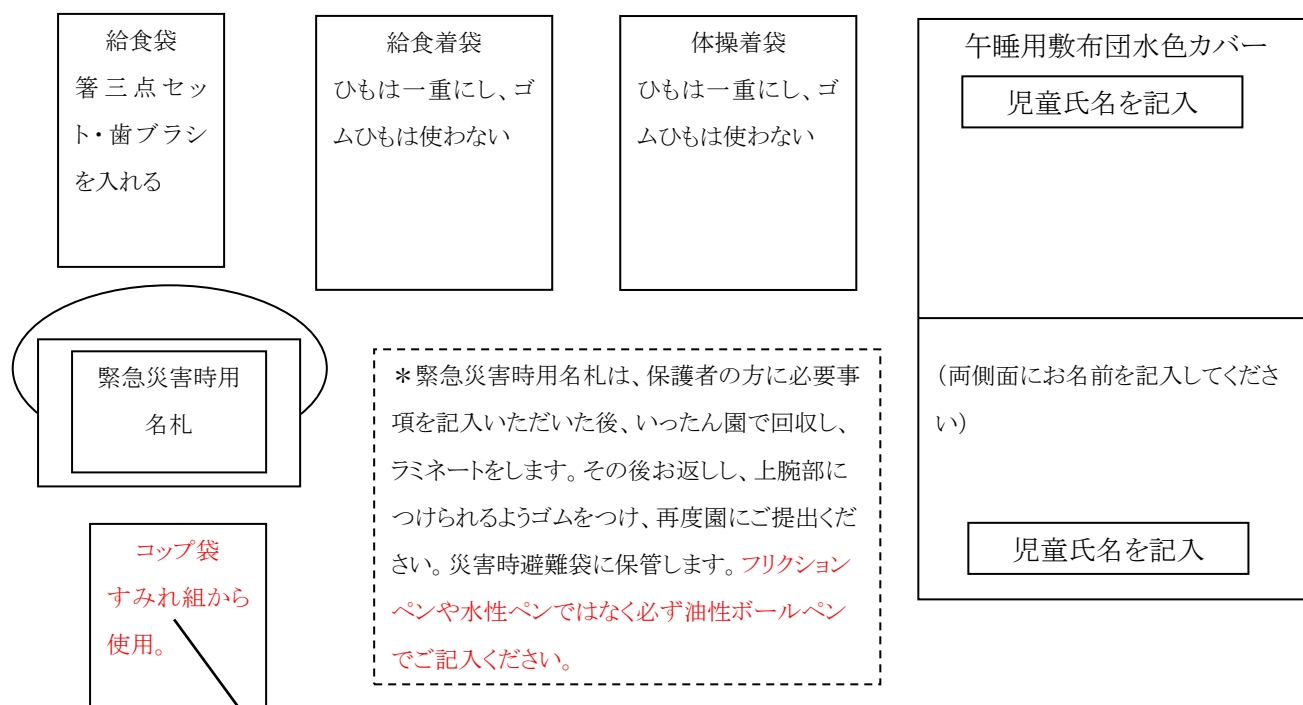 給食袋
箸三点セッ
ト・歯ブラシ
を入れる
給食着袋
ひもは一重にし、ゴ
ムひもは使わない
体操着袋
ひもは一重にし、ゴ
ムひもは使わない
午睡用敷布団水色カバー
児童氏名を記入
(両側面にお名前を記入してくださ
い)
児童氏名を記入
緊急災害時用
名札
＊緊急災害時用名札は、保護者の方に必要事
項を記入いただいた後、いったん園で回収し、
ラミネートをします。その後お返しし、上腕部に
つけられるようゴムをつけ、再度園にご提出くだ
さい。災害時避難袋に保管します。フリクション
ペンや水性ペンではなく必ず油性ボールペン
でご記入ください。
コップ袋
すみれ組から
使用。